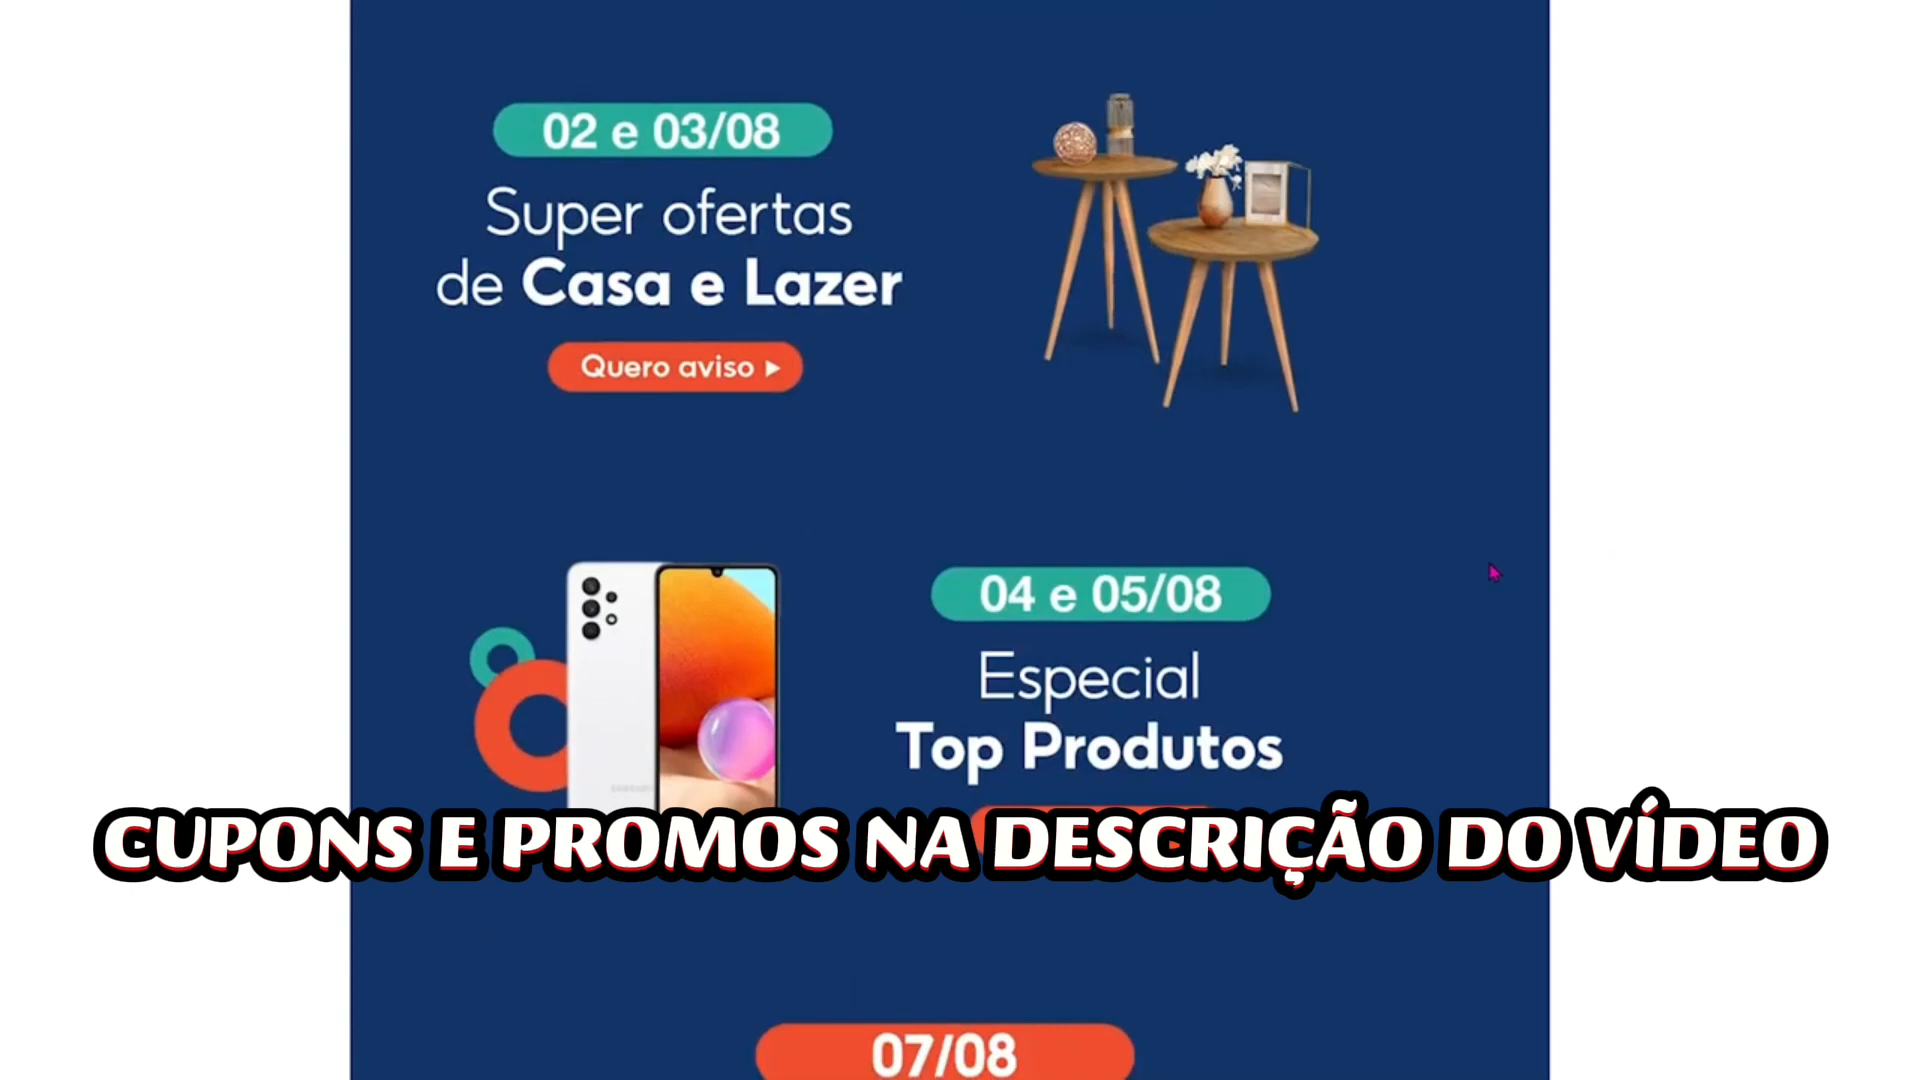 02 e 03/08
Super ofertas
de Casa e Lazer
Quero aviso
04 e 05/08
Especial
Top Produtos
CUPONS E PROMOS NA DESCRIÇÃO DO VÍDEO
07/08